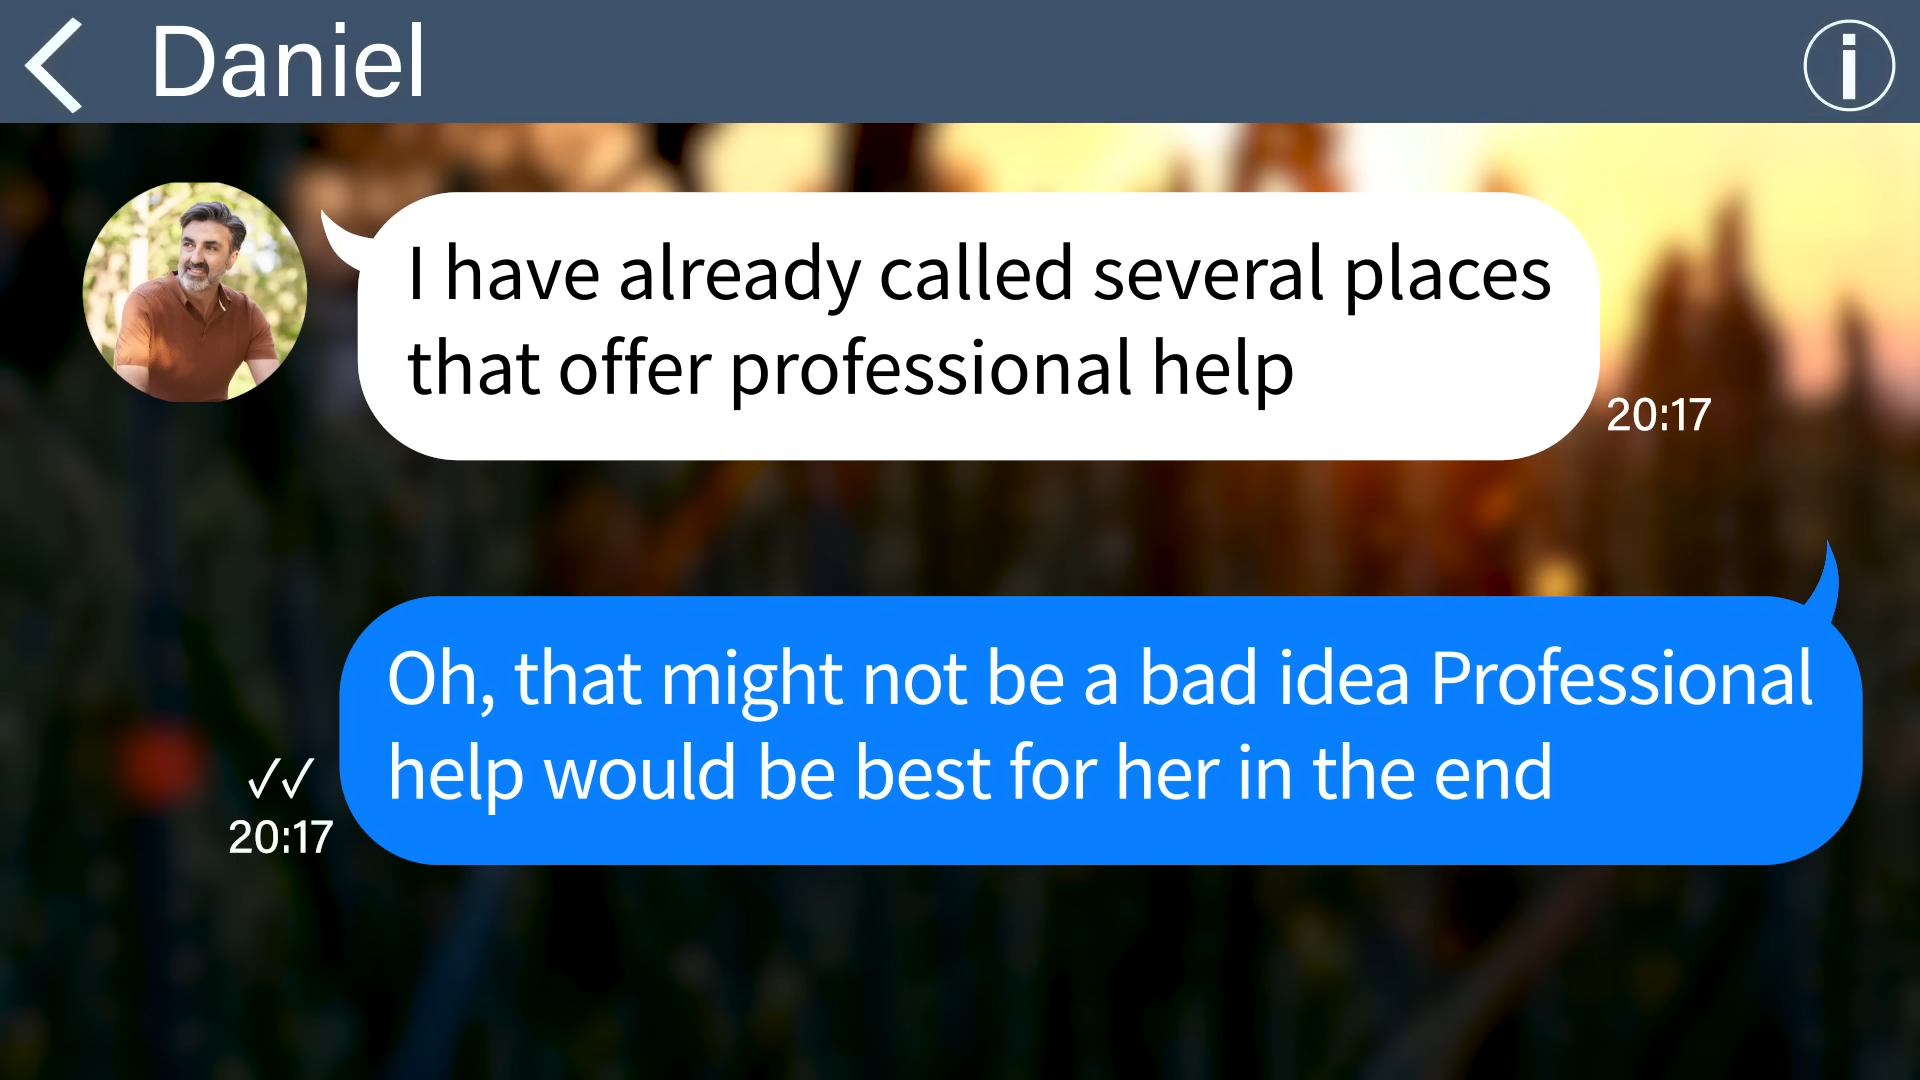 Daniel
I have already called several places
that offer professional help
20:17
Oh, that might not be a bad idea Professional
help would be best for her in the end
✓✓
20:17